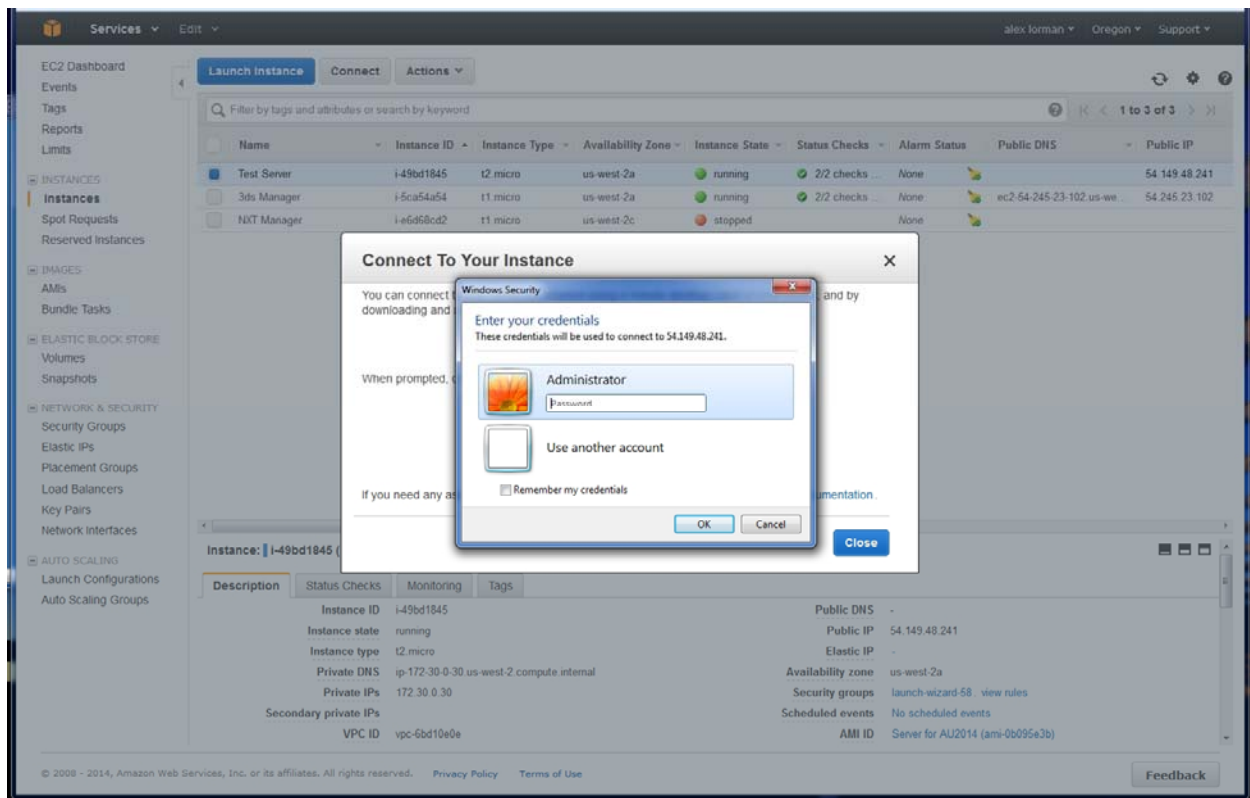 Services Edit alex lorman Oregon Support
EC2 Dashboard
Events
Tags
Reports
Limits
INSTANCES
Instances
Spot Requests
Reserved Instances
IMAGES
AMIs
Bundle Tasks
ELASTIC BLOCK STORE
Volumes
Snapshots
NETWORK & SECURITY
Security Groups
Elastic IPs
Placement Groups
Load Balancers
Key Pairs
Network Interfaces
AUTO SCALING
Launch Configurations
Auto Scaling Groups
Launch Instance Connect Actions
Filter by tags and attributes or search by keyword 1 to 3 of 3
Name Instance ID Instance Type Availability Zone Instance State Status Checks Alarm Status Public DNS Public IP
Test Server i-49bd1845 t2.micro us-west-2a running 2/2 checks ... None 54.149.48.241
3ds Manager i-5ca54a54 t1.micro us-west-2a running 2/2 checks ... None ec2-54-245-23-102.us-we... 54.245.23.102
NXT Manager i-e6d68cd2 t1.micro us-west-2c stopped None
Connect To Your Instance
You can connect and by
downloading and
When prompted,
If you need any umentation.
Close
Windows Security
Enter your credentials
These credentials will be used to connect to 54.149.48.241.
Administrator
Password
Use another account
Remember my credentials
OK Cancel
Instance: i-49bd1845 (
Description Status Checks Monitoring Tags
Instance ID i-49bd1845 Public DNS -
Instance state running Public IP 54.149.48.241
Instance type t2.micro Elastic IP -
Private DNS ip-172-30-0-30.us-west-2.compute.internal Availability zone us-west-2a
Private IPs 172.30.0.30 Security groups launch-wizard-58. view rules
Secondary private IPs Scheduled events No scheduled events
VPC ID vpc-6bd10e0e AMI ID Server for AU2014 (ami-0b095e3b)
© 2008 - 2014, Amazon Web Services, Inc. or its affiliates. All rights reserved. Privacy Policy Terms of Use Feedback